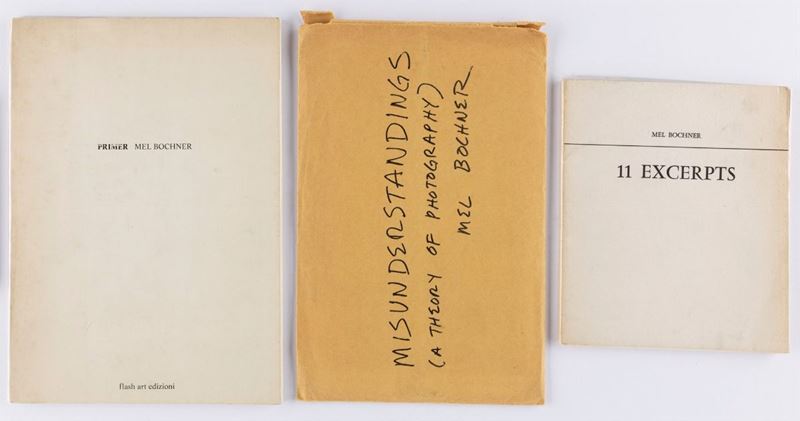 PRIMER MEL BOCHNER
flash art edizioni
MISUNDERSTANDINGS
(A THEORY OF PHOTOGRAPHY)
MEL BOCHNER
MEL BOCHNER
11 EXCERPTS